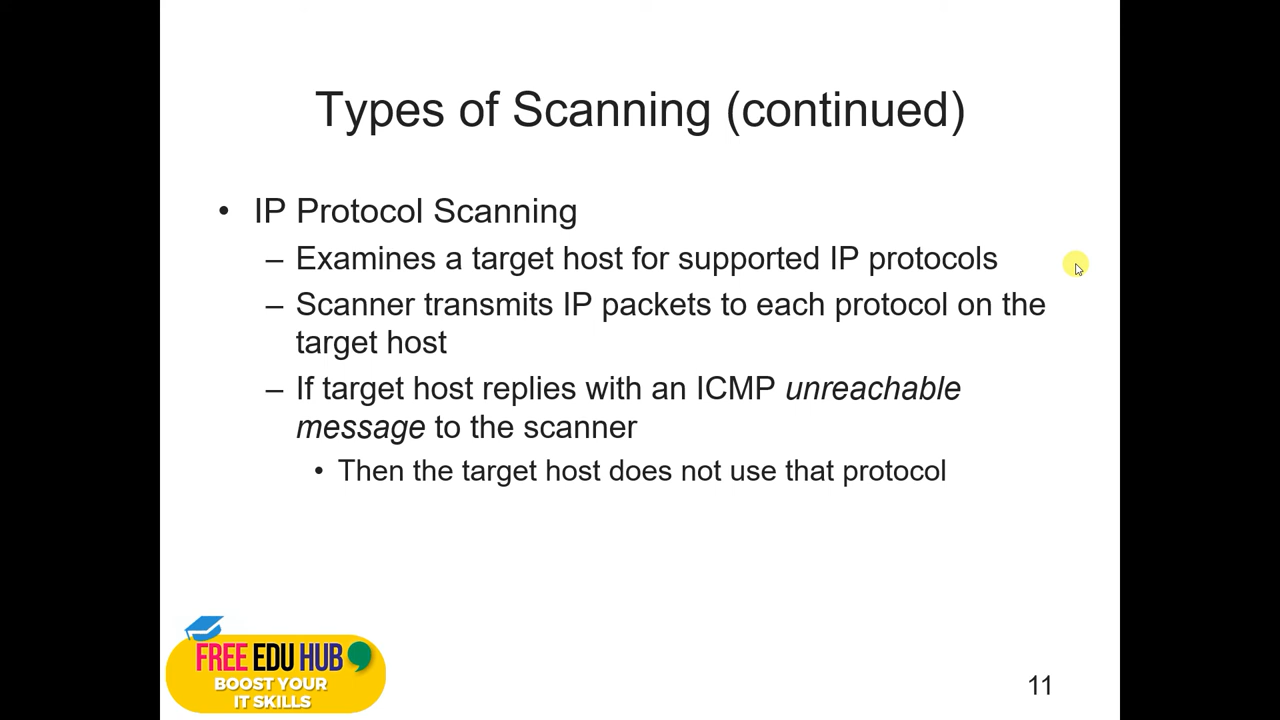 Types of Scanning (continued)
• IP Protocol Scanning
– Examines a target host for supported IP protocols
– Scanner transmits IP packets to each protocol on the
target host
– If target host replies with an ICMP unreachable
message to the scanner
• Then the target host does not use that protocol
FREE EDU HUB
BOOST YOUR
IT SKILLS
11